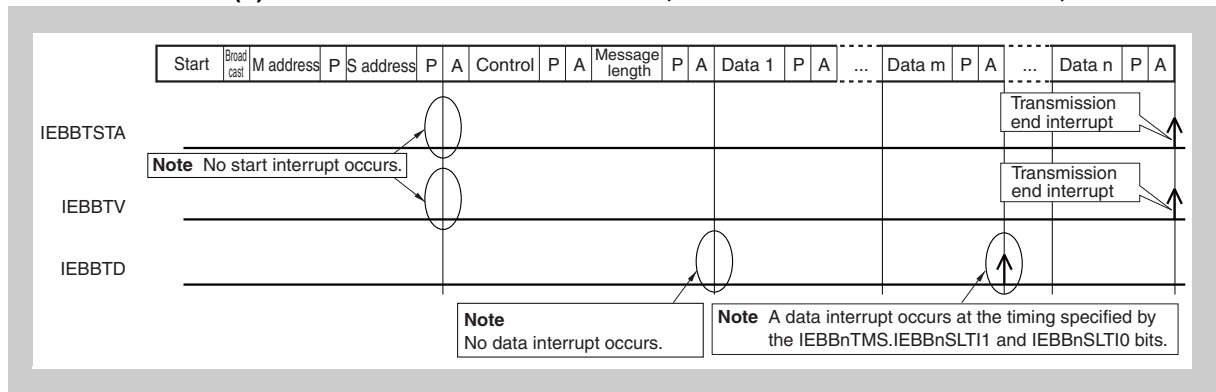 Start Broad cast M address P S address P A Control P A Message length P A Data 1 P A ... Data m P A ... Data n P A
IEBBTSTA
Transmission
end interrupt
Note No start interrupt occurs.
IEBBTV
Transmission
end interrupt
IEBBTD
Note
No data interrupt occurs.
Note A data interrupt occurs at the timing specified by
the IEBBnTMS.IEBBnSLTI1 and IEBBnSLTI0 bits.